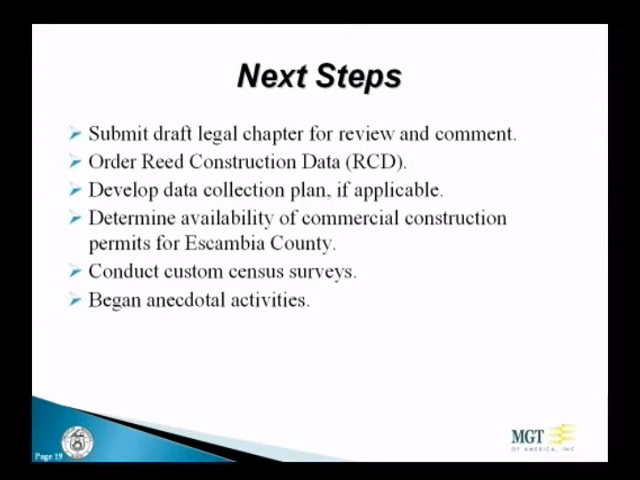 Next Steps
Submit draft legal chapter for review and comment.
Order Reed Construction Data (RCD).
Develop data collection plan, if applicable.
Determine availability of commercial construction
permits for Escambia County.
Conduct custom census surveys.
Began anecdotal activities.
Page 19
MGT
OF AMERICA, INC.